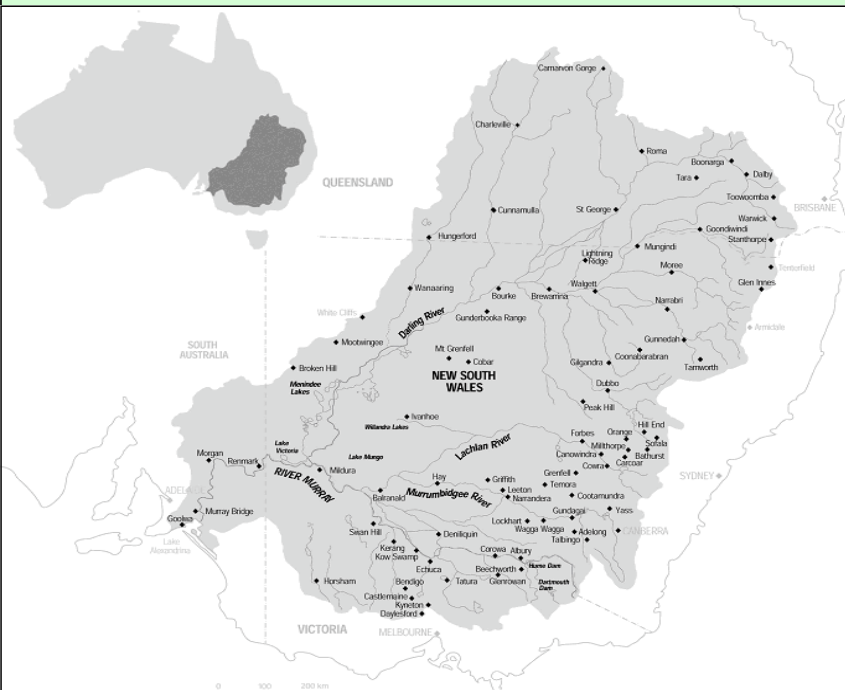 Carnarvon Gorge
Charleville
Roma
Boonarga
Tara
Dalby
QUEENSLAND
Toowoomba
BRISBANE
Cunnamulla
St George
Warwick
Goondiwindi
Hungerford
Stanthorpe
Mungindi
Lightning
Ridge
Moree
Tenterfield
Wanaaring
Walgett
Glen Innes
Bourke
Brewarrina
Narrabri
White Cliffs
Darling River
Gunderbooka Range
Armidale
SOUTH
AUSTRALIA
Mootwingee
Mt Grenfell
Cobar
Gunnedah
Coonabarabran
Gilgandra
Tamworth
Broken Hill
NEW SOUTH
WALES
Menindee
Lakes
Dubbo
Peak Hill
Ivanhoe
Willandra Lakes
Hill End
Forbes
Orange
Sofala
Lachlan River
Millthorpe
Lake
Victoria
Morgan
Renmark
Lake Mungo
Canowindra
Bathurst
Cowra
Carcoar
Mildura
RIVER MURRAY
Hay
Griffith
Grenfell
SYDNEY
Temora
Leeton
Narrandera
Balranald
Murrumbidgee River
Cootamundra
ADELAIDE
Murray Bridge
Goolwa
Gundagai
Yass
Lockhart
Wagga Wagga
Swan Hill
Deniliquin
Adelong
CANBERRA
Talbingo
Lake
Alexandrina
Kerang
Kow Swamp
Corowa
Albury
Echuca
Beechworth
Hume Dam
Horsham
Bendigo
Tatura
Glenrowan
Dartmouth
Dam
Castlemaine
Kyneton
Daylesford
VICTORIA
MELBOURNE
0 100 200 km